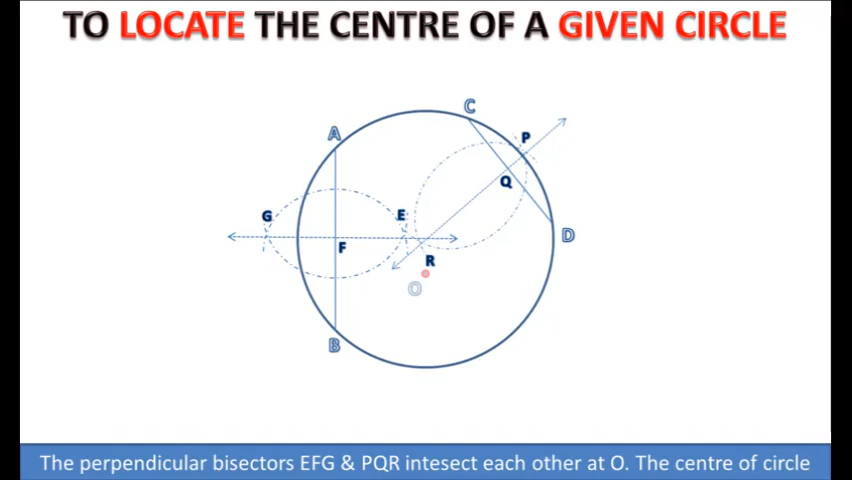 TO LOCATE THE CENTRE OF A GIVEN CIRCLE
C
A
P
Q
G
E
D
F
R
O
B
The perpendicular bisectors EFG & PQR intesect each other at O. The centre of circle